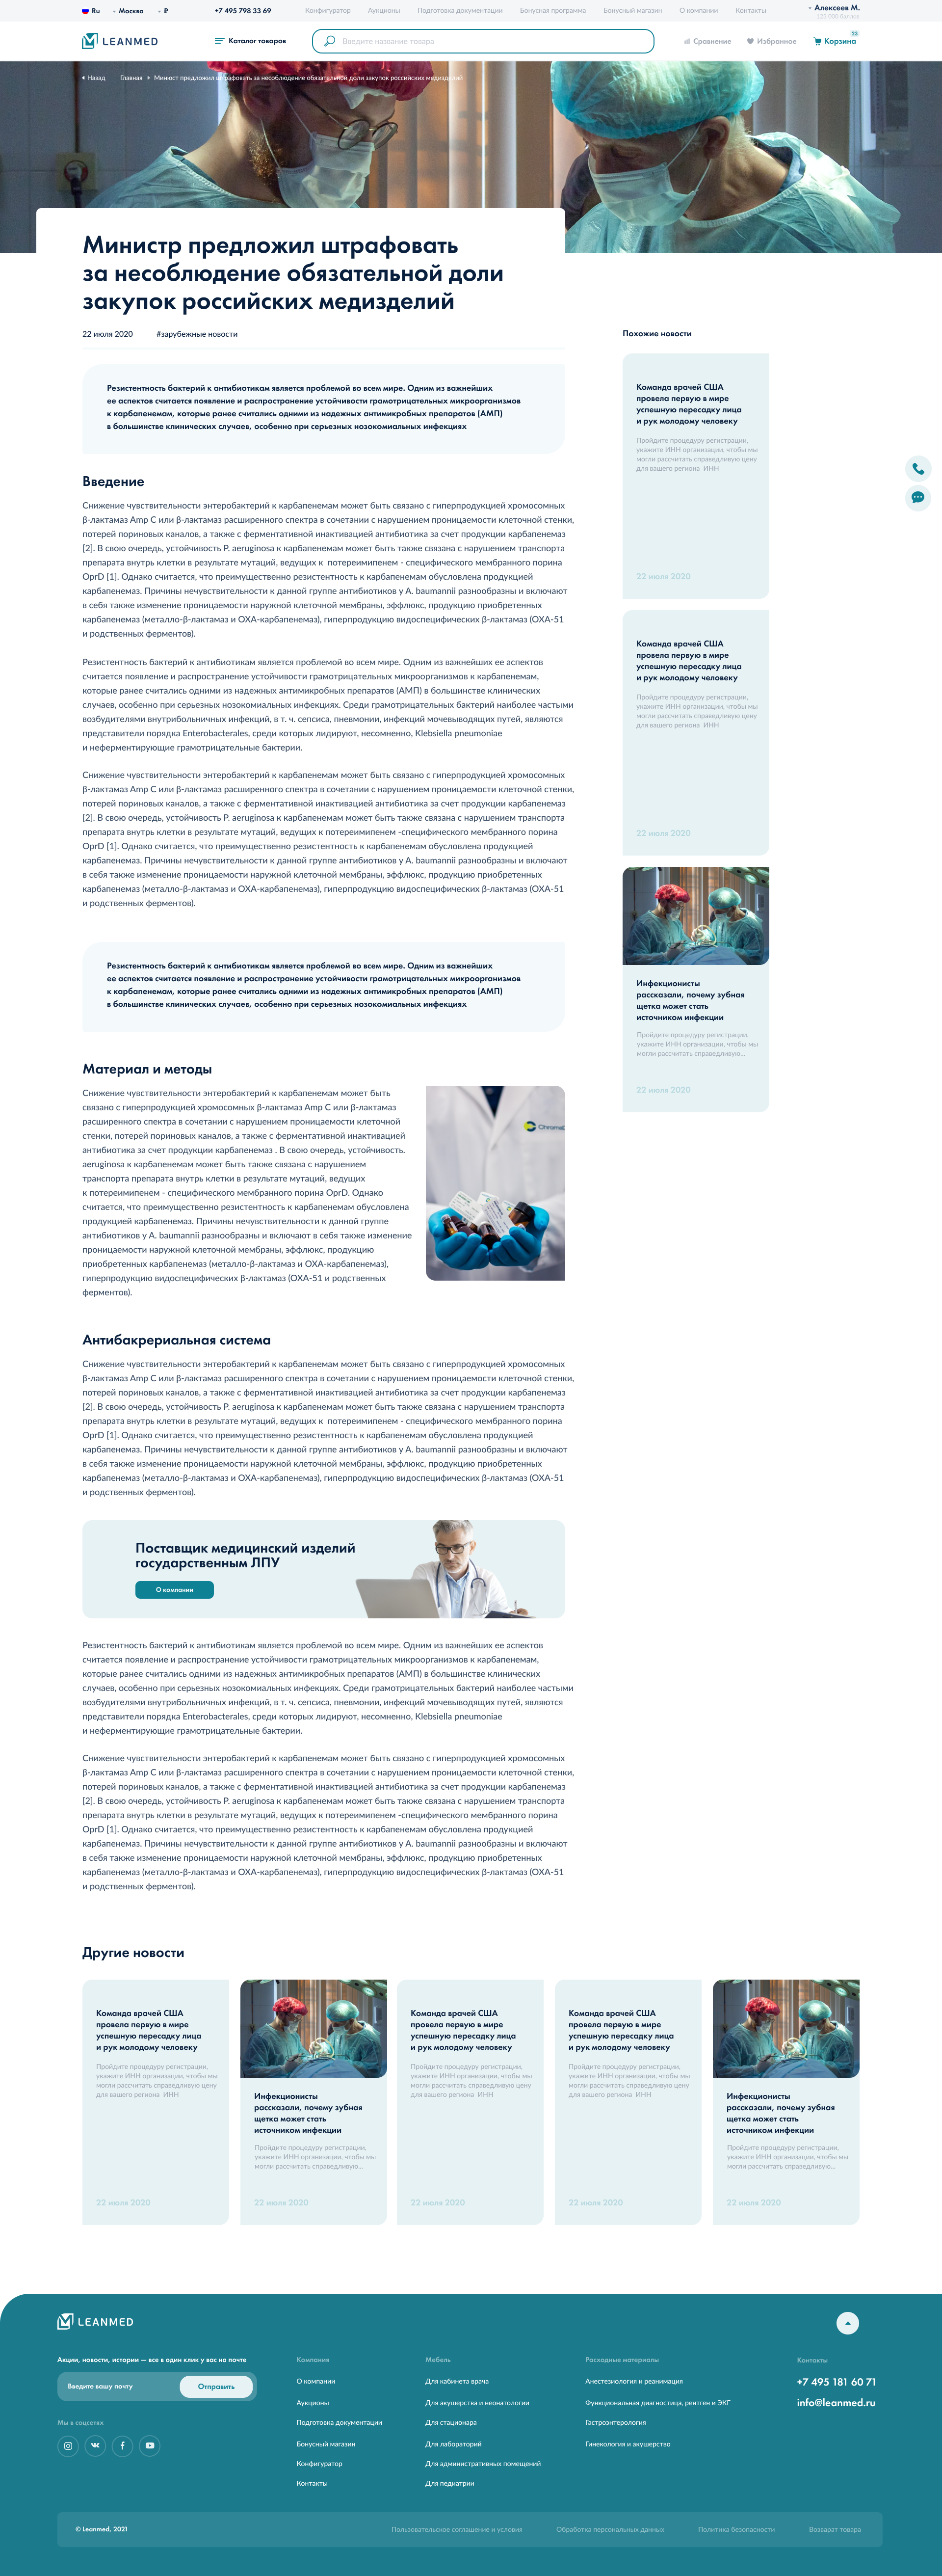 Ru Москва ₽ +7 495 798 33 69 Конфигуратор Аукционы Подготовка документации Бонусная программа Бонусный магазин О компании Контакты Алексеев М.
123 000 баллов
LEANMED Каталог товаров Введите название товара Сравнение Избранное Корзина 23
Назад Главная Минюст предложил штрафовать за несоблюдение обязательной доли закупок российских медизделий
Министр предложил штрафовать
за несоблюдение обязательной доли
закупок российских медизделий
22 июля 2020 #зарубежные новости
Резистентность бактерий к антибиотикам является проблемой во всем мире. Одним из важнейших
ее аспектов считается появление и распространение устойчивости грамотрицательных микроорганизмов
к карбапенемам, которые ранее считались одними из надежных антимикробных препаратов (АМП)
в большинстве клинических случаев, особенно при серьезных нозокомиальных инфекциях
Введение
Снижение чувствительности энтеробактерий к карбапенемам может быть связано с гиперпродукцией хромосомных
β-лактамаз Amp C или β-лактамаз расширенного спектра в сочетании с нарушением проницаемости клеточной стенки,
потерей пориновых каналов, а также с ферментативной инактивацией антибиотика за счет продукции карбапенемаз
[2]. В свою очередь, устойчивость P. aeruginosa к карбапенемам может быть также связана с нарушением транспорта
препарата внутрь клетки в результате мутаций, ведущих к потереимипенем - специфического мембранного порина
OprD [1]. Однако считается, что преимущественно резистентность к карбапенемам обусловлена продукцией
карбапенемаз. Причины нечувствительности к данной группе антибиотиков у A. baumannii разнообразны и включают
в себя также изменение проницаемости наружной клеточной мембраны, эффлюкс, продукцию приобретенных
карбапенемаз (металло-β-лактамаз и ОХА-карбапенемаз), гиперпродукцию видоспецифических β-лактамаз (OXA-51
и родственных ферментов).
Резистентность бактерий к антибиотикам является проблемой во всем мире. Одним из важнейших ее аспектов
считается появление и распространение устойчивости грамотрицательных микроорганизмов к карбапенемам,
которые ранее считались одними из надежных антимикробных препаратов (АМП) в большинстве клинических
случаев, особенно при серьезных нозокомиальных инфекциях. Среди грамотрицательных бактерий наиболее частыми
возбудителями внутрибольничных инфекций, в т. ч. сепсиса, пневмонии, инфекций мочевыводящих путей, являются
представители порядка Enterobacterales, среди которых лидируют, несомненно, Klebsiella pneumoniae
и неферментирующие грамотрицательные бактерии.
Снижение чувствительности энтеробактерий к карбапенемам может быть связано с гиперпродукцией хромосомных
β-лактамаз Amp C или β-лактамаз расширенного спектра в сочетании с нарушением проницаемости клеточной стенки,
потерей пориновых каналов, а также с ферментативной инактивацией антибиотика за счет продукции карбапенемаз
[2]. В свою очередь, устойчивость P. aeruginosa к карбапенемам может быть также связана с нарушением транспорта
препарата внутрь клетки в результате мутаций, ведущих к потереимипенем -специфического мембранного порина
OprD [1]. Однако считается, что преимущественно резистентность к карбапенемам обусловлена продукцией
карбапенемаз. Причины нечувствительности к данной группе антибиотиков у A. baumannii разнообразны и включают
в себя также изменение проницаемости наружной клеточной мембраны, эффлюкс, продукцию приобретенных
карбапенемаз (металло-β-лактамаз и ОХА-карбапенемаз), гиперпродукцию видоспецифических β-лактамаз (OXA-51
и родственных ферментов).
Резистентность бактерий к антибиотикам является проблемой во всем мире. Одним из важнейших
ее аспектов считается появление и распространение устойчивости грамотрицательных микроорганизмов
к карбапенемам, которые ранее считались одними из надежных антимикробных препаратов (АМП)
в большинстве клинических случаев, особенно при серьезных нозокомиальных инфекциях
Материал и методы
Снижение чувствительности энтеробактерий к карбапенемам может быть
связано с гиперпродукцией хромосомных β-лактамаз Amp C или β-лактамаз
расширенного спектра в сочетании с нарушением проницаемости клеточной
стенки, потерей пориновых каналов, а также с ферментативной инактивацией
антибиотика за счет продукции карбапенемаз . В свою очередь, устойчивость.
aeruginosa к карбапенемам может быть также связана с нарушением
транспорта препарата внутрь клетки в результате мутаций, ведущих
к потереимипенем - специфического мембранного порина OprD. Однако
считается, что преимущественно резистентность к карбапенемам обусловлена
продукцией карбапенемаз. Причины нечувствительности к данной группе
антибиотиков у A. baumannii разнообразны и включают в себя также изменение
проницаемости наружной клеточной мембраны, эффлюкс, продукцию
приобретенных карбапенемаз (металло-β-лактамаз и ОХА-карбапенемаз),
гиперпродукцию видоспецифических β-лактамаз (OXA-51 и родственных
ферментов).
Антибакрериальная система
Снижение чувствительности энтеробактерий к карбапенемам может быть связано с гиперпродукцией хромосомных
β-лактамаз Amp C или β-лактамаз расширенного спектра в сочетании с нарушением проницаемости клеточной стенки,
потерей пориновых каналов, а также с ферментативной инактивацией антибиотика за счет продукции карбапенемаз
[2]. В свою очередь, устойчивость P. aeruginosa к карбапенемам может быть также связана с нарушением транспорта
препарата внутрь клетки в результате мутаций, ведущих к потереимипенем - специфического мембранного порина
OprD [1]. Однако считается, что преимущественно резистентность к карбапенемам обусловлена продукцией
карбапенемаз. Причины нечувствительности к данной группе антибиотиков у A. baumannii разнообразны и включают
в себя также изменение проницаемости наружной клеточной мембраны, эффлюкс, продукцию приобретенных
карбапенемаз (металло-β-лактамаз и ОХА-карбапенемаз), гиперпродукцию видоспецифических β-лактамаз (OXA-51
и родственных ферментов).
Поставщик медицинский изделий
государственным ЛПУ
О компании
Резистентность бактерий к антибиотикам является проблемой во всем мире. Одним из важнейших ее аспектов
считается появление и распространение устойчивости грамотрицательных микроорганизмов к карбапенемам,
которые ранее считались одними из надежных антимикробных препаратов (АМП) в большинстве клинических
случаев, особенно при серьезных нозокомиальных инфекциях. Среди грамотрицательных бактерий наиболее частыми
возбудителями внутрибольничных инфекций, в т. ч. сепсиса, пневмонии, инфекций мочевыводящих путей, являются
представители порядка Enterobacterales, среди которых лидируют, несомненно, Klebsiella pneumoniae
и неферментирующие грамотрицательные бактерии.
Снижение чувствительности энтеробактерий к карбапенемам может быть связано с гиперпродукцией хромосомных
β-лактамаз Amp C или β-лактамаз расширенного спектра в сочетании с нарушением проницаемости клеточной стенки,
потерей пориновых каналов, а также с ферментативной инактивацией антибиотика за счет продукции карбапенемаз
[2]. В свою очередь, устойчивость P. aeruginosa к карбапенемам может быть также связана с нарушением транспорта
препарата внутрь клетки в результате мутаций, ведущих к потереимипенем -специфического мембранного порина
OprD [1]. Однако считается, что преимущественно резистентность к карбапенемам обусловлена продукцией
карбапенемаз. Причины нечувствительности к данной группе антибиотиков у A. baumannii разнообразны и включают
в себя также изменение проницаемости наружной клеточной мембраны, эффлюкс, продукцию приобретенных
карбапенемаз (металло-β-лактамаз и ОХА-карбапенемаз), гиперпродукцию видоспецифических β-лактамаз (OXA-51
и родственных ферментов).
Похожие новости
Команда врачей США
провела первую в мире
успешную пересадку лица
и рук молодому человеку
Пройдите процедуру регистрации,
укажите ИНН организации, чтобы мы
могли рассчитать справедливую цену
для вашего региона ИНН
22 июля 2020
Команда врачей США
провела первую в мире
успешную пересадку лица
и рук молодому человеку
Пройдите процедуру регистрации,
укажите ИНН организации, чтобы мы
могли рассчитать справедливую цену
для вашего региона ИНН
22 июля 2020
Инфекционисты
рассказали, почему зубная
щетка может стать
источником инфекции
Пройдите процедуру регистрации,
укажите ИНН организации, чтобы мы
могли рассчитать справедливую...
22 июля 2020
Другие новости
Команда врачей США
провела первую в мире
успешную пересадку лица
и рук молодому человеку
Пройдите процедуру регистрации,
укажите ИНН организации, чтобы мы
могли рассчитать справедливую цену
для вашего региона ИНН
22 июля 2020
Инфекционисты
рассказали, почему зубная
щетка может стать
источником инфекции
Пройдите процедуру регистрации,
укажите ИНН организации, чтобы мы
могли рассчитать справедливую...
22 июля 2020
Команда врачей США
провела первую в мире
успешную пересадку лица
и рук молодому человеку
Пройдите процедуру регистрации,
укажите ИНН организации, чтобы мы
могли рассчитать справедливую цену
для вашего региона ИНН
22 июля 2020
Команда врачей США
провела первую в мире
успешную пересадку лица
и рук молодому человеку
Пройдите процедуру регистрации,
укажите ИНН организации, чтобы мы
могли рассчитать справедливую цену
для вашего региона ИНН
22 июля 2020
Инфекционисты
рассказали, почему зубная
щетка может стать
источником инфекции
Пройдите процедуру регистрации,
укажите ИНН организации, чтобы мы
могли рассчитать справедливую...
22 июля 2020
LEANMED
Акции, новости, истории — все в один клик у вас на почте
Введите вашу почту Отправить
Мы в соцсетях
Компания
О компании
Аукционы
Подготовка документации
Бонусный магазин
Конфигуратор
Контакты
Мебель
Для кабинета врача
Для акушерства и неонатологии
Для стационара
Для лабораторий
Для административных помещений
Для педиатрии
Расходные материалы
Анестезиология и реанимация
Функциональная диагностица, рентген и ЭКГ
Гастроэнтерология
Гинекология и акушерство
Контакты
+7 495 181 60 71
info@leanmed.ru
© Leanmed, 2021 Пользовательское соглашение и условия Обработка персональных данных Политика безопасности Возварат товара